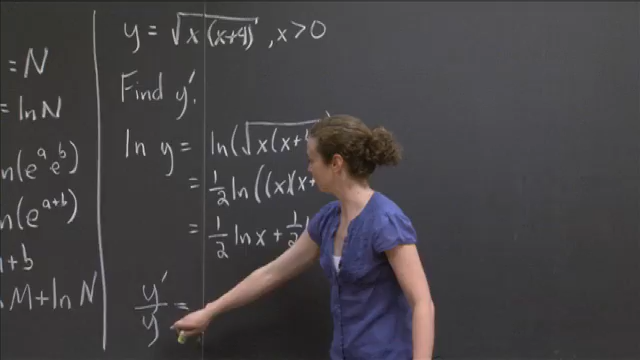 = N
= ln N
n(e^a e^b)
n(e^{a+b})
+ b
M + ln N
y = √x(x+4), x > 0
Find y'.
ln y = ln(√x(x+
= 1/2 ln((x)(x+
= 1/2 ln x + 1/2
y'/y =